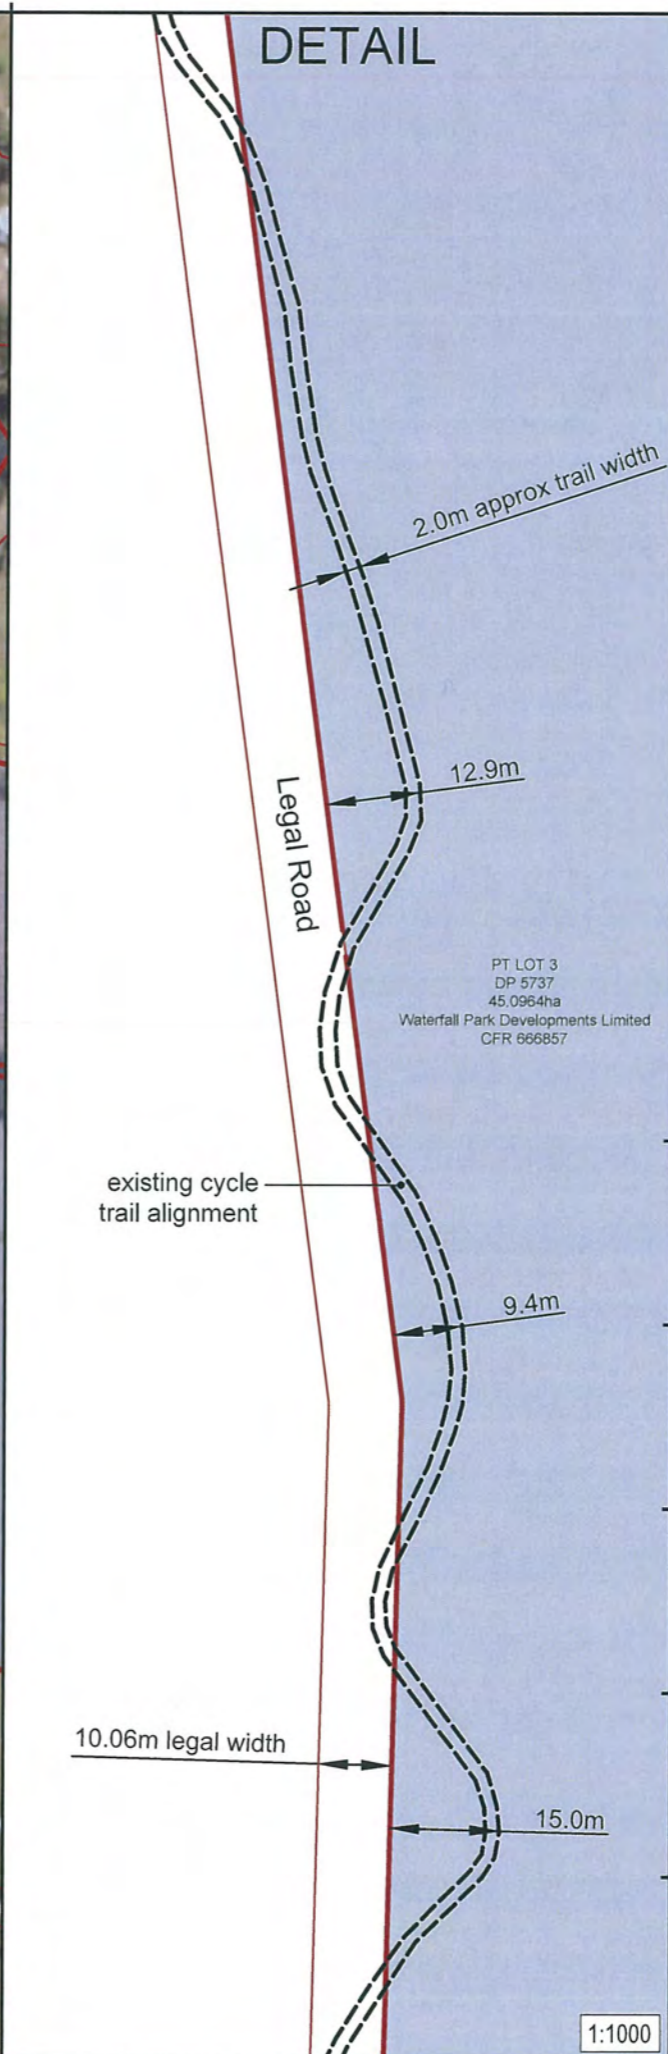 DETAIL
2.0m approx trail width
12.9m
Legal Road
PT LOT 3
DP 5737
45.0964ha
Waterfall Park Developments Limited
CFR 666857
existing cycle
trail alignment
9.4m
10.06m legal width
15.0m
1:1000